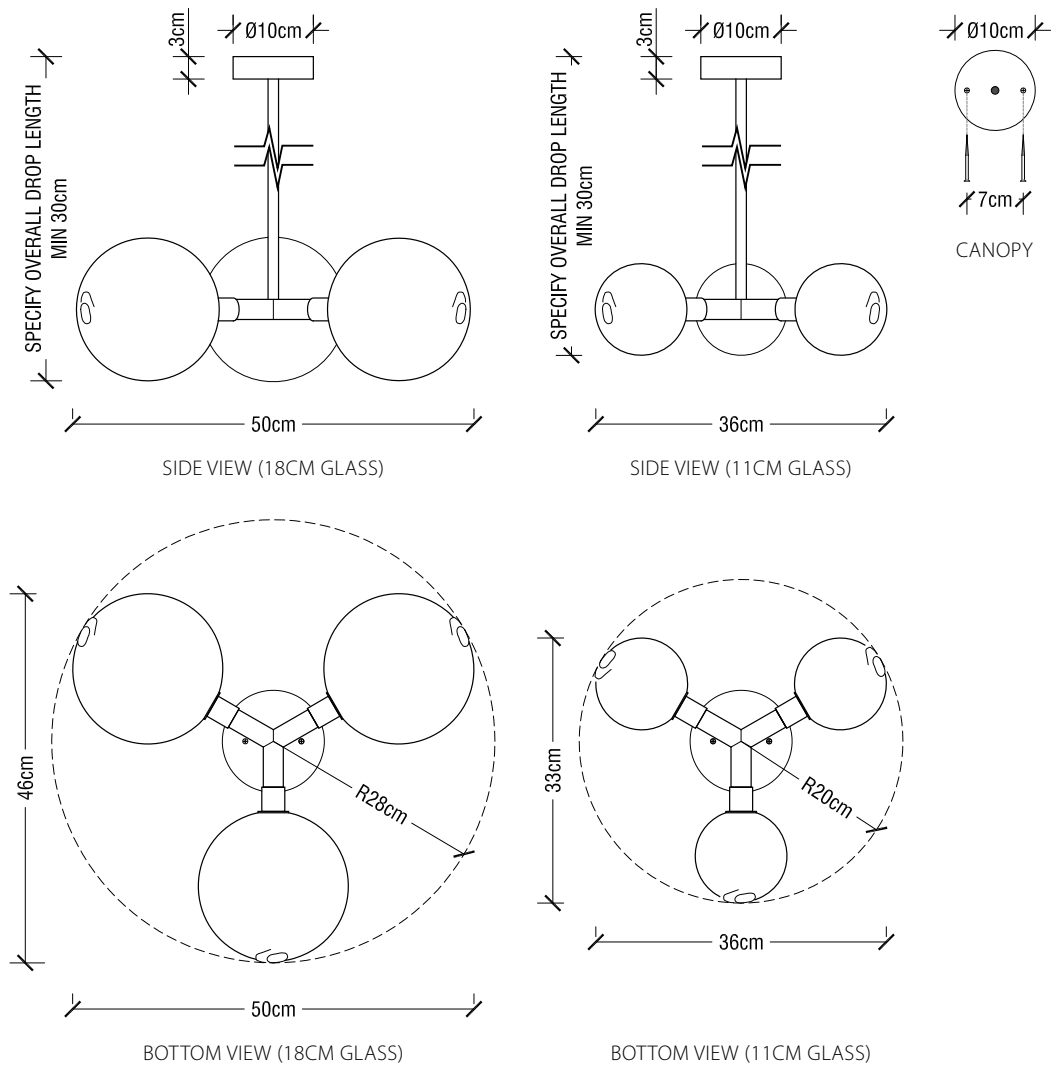 3cm
Ø10cm
SPECIFY OVERALL DROP LENGTH
MIN 30cm
50cm
SIDE VIEW (18CM GLASS)
3cm
Ø10cm
SPECIFY OVERALL DROP LENGTH
MIN 30cm
36cm
SIDE VIEW (11CM GLASS)
Ø10cm
7cm
CANOPY
46cm
R28cm
50cm
BOTTOM VIEW (18CM GLASS)
33cm
R20cm
36cm
BOTTOM VIEW (11CM GLASS)